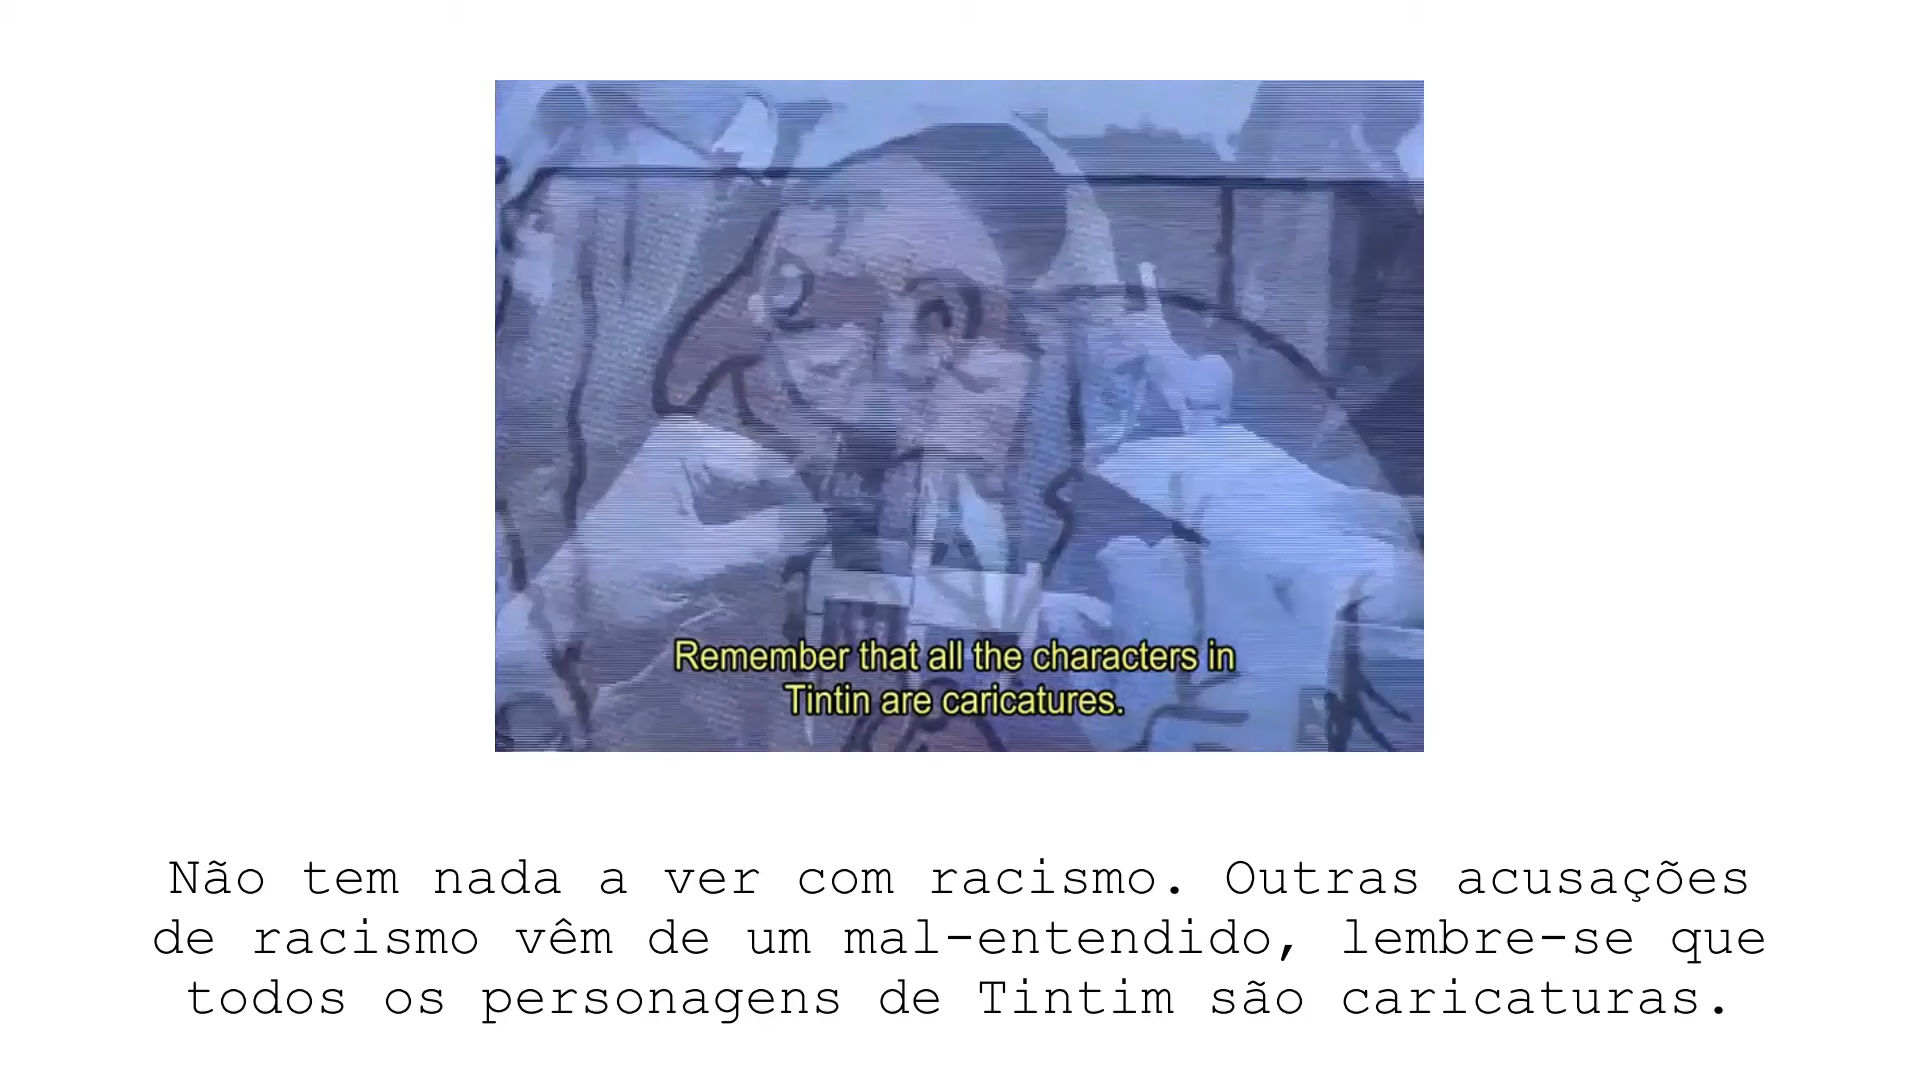 Remember that all the characters in
Tintin are caricatures.
Não tem nada a ver com racismo. Outras acusações
de racismo vêm de um mal-entendido, lembre-se que
todos os personagens de Tintim são caricaturas.